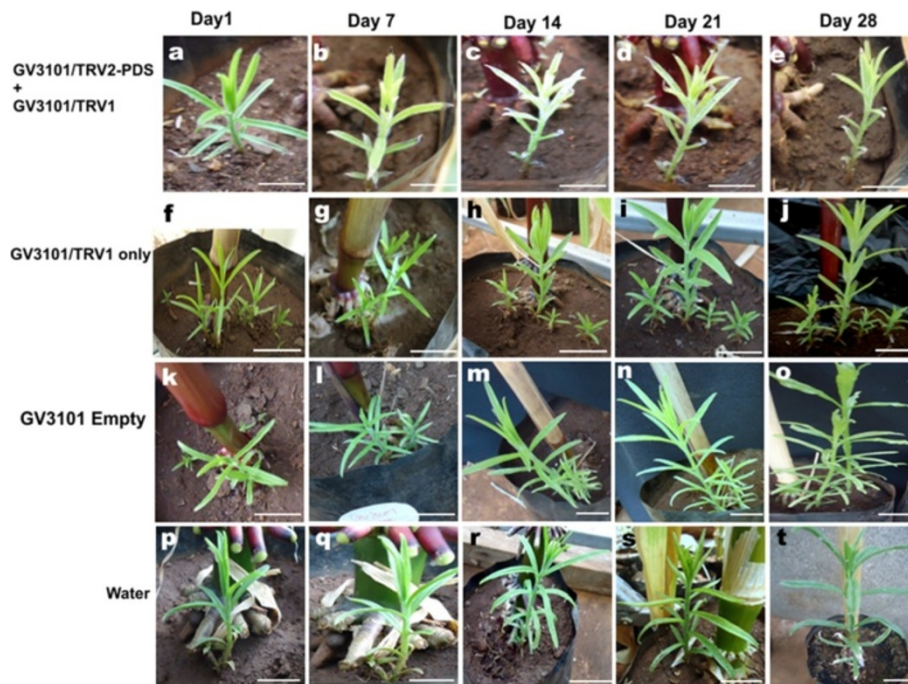 Day1 Day 7 Day 14 Day 21 Day 28
GV3101/TRV2-PDS
+
GV3101/TRV1
a b c d e
GV3101/TRV1 only
f g h i j
GV3101 Empty
k l m n o
Water
p q r s t